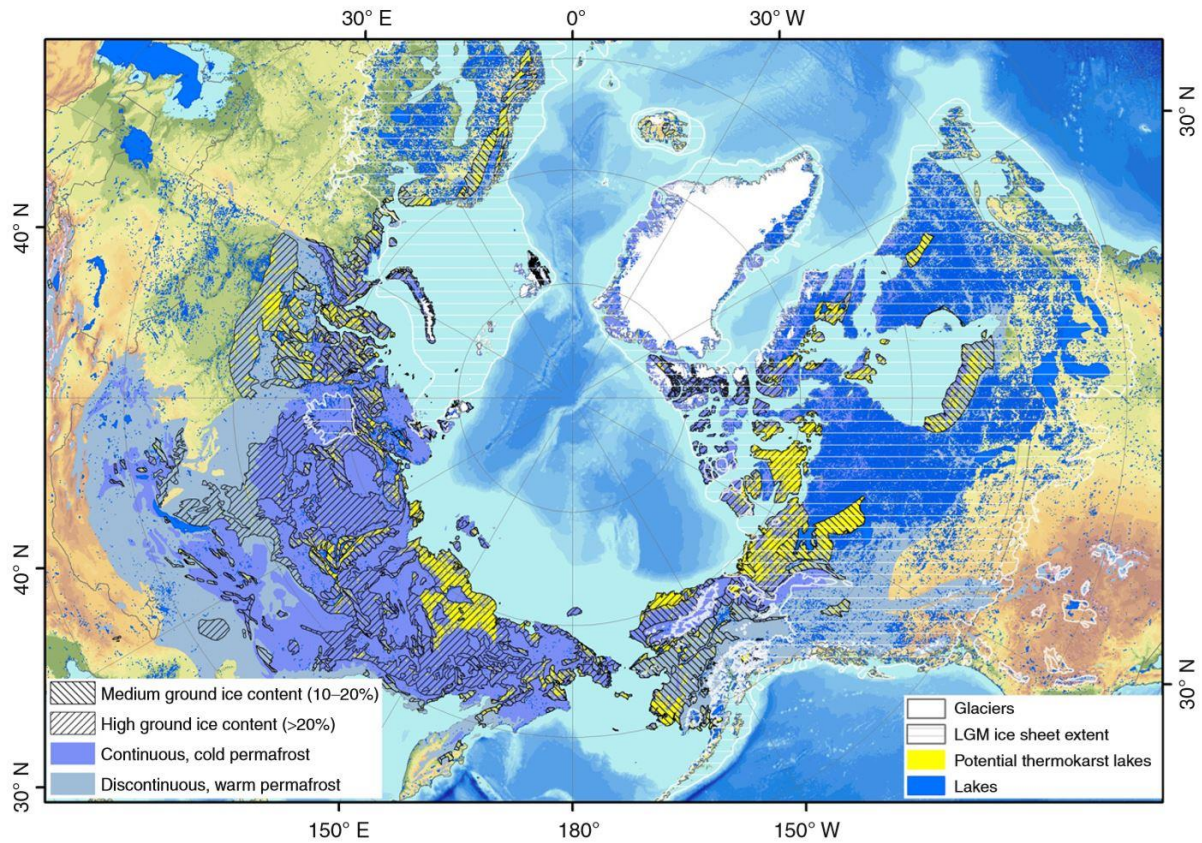 30° E 0° 30° W
30° N
40° N
40° N
30° N
30° N
Medium ground ice content (10–20%)
High ground ice content (>20%)
Continuous, cold permafrost
Discontinuous, warm permafrost
Glaciers
LGM ice sheet extent
Potential thermokarst lakes
Lakes
150° E 180° 150° W